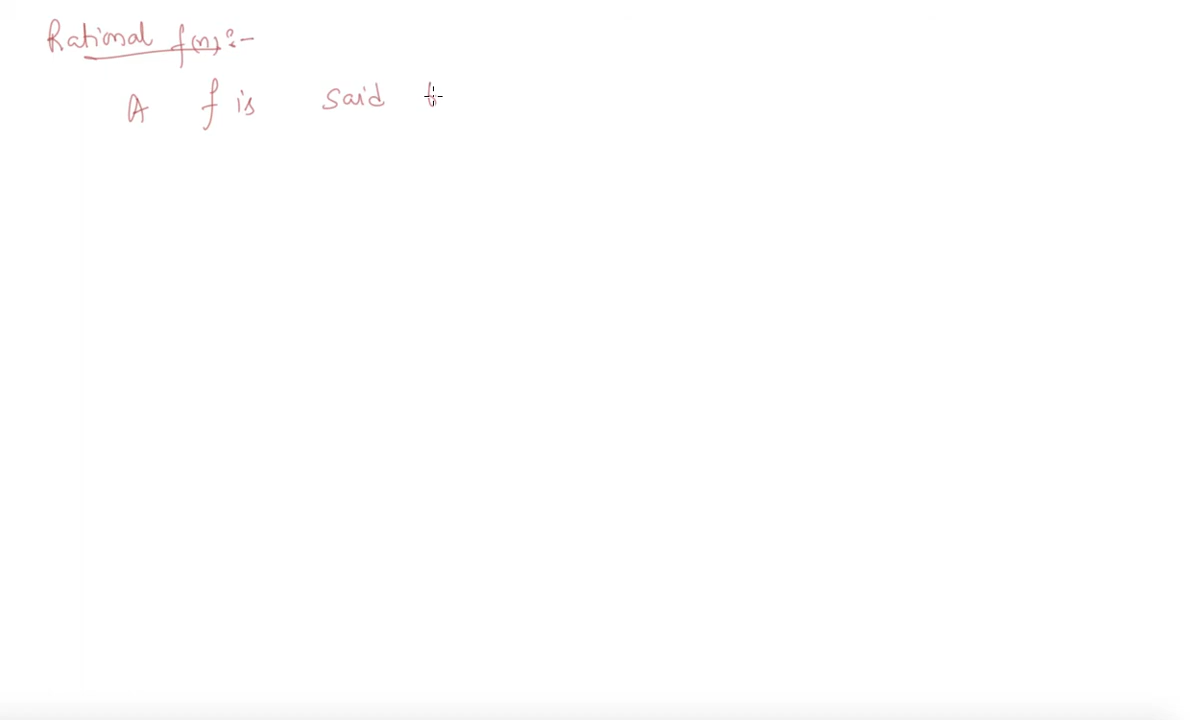 Rational f(n):-
A f is said t